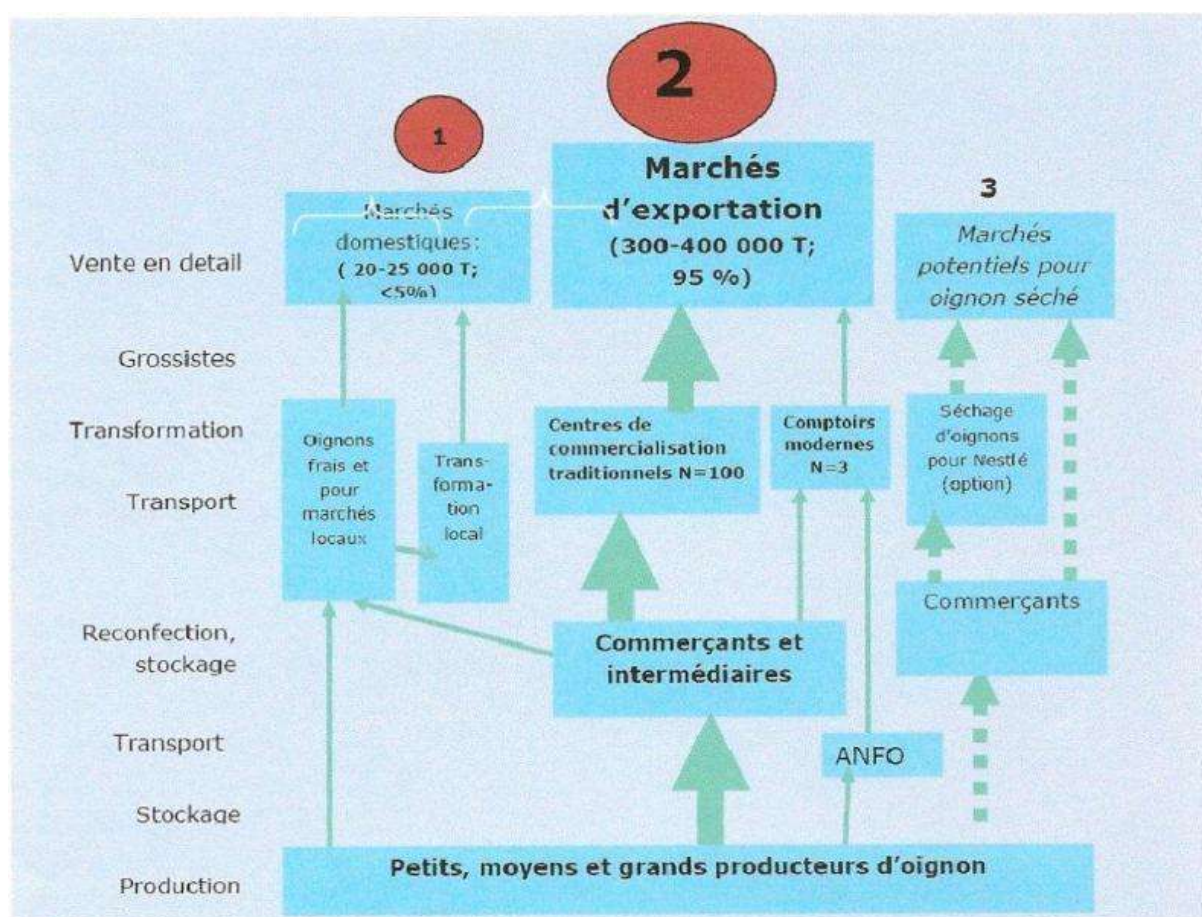 2
1
Marchés
d'exportation
(300-400 000 T;
95 %)
3
Marchés
domestiques:
( 20-25 000 T;
<5%)
Marchés
potentiels pour
oignon séché
Vente en detail
Grossistes
Transformation
Transport
Oignons
frais et
pour
marchés
locaux
Trans-
forma-
tion
local
Centres de
commercialisation
traditionnels N=100
Comptoirs
modernes
N=3
Séchage
d'oignons
pour Nestlé
(option)
Reconfection,
stockage
Commerçants et
intermédiaires
Commerçants
Transport
ANFO
Stockage
Production
Petits, moyens et grands producteurs d'oignon